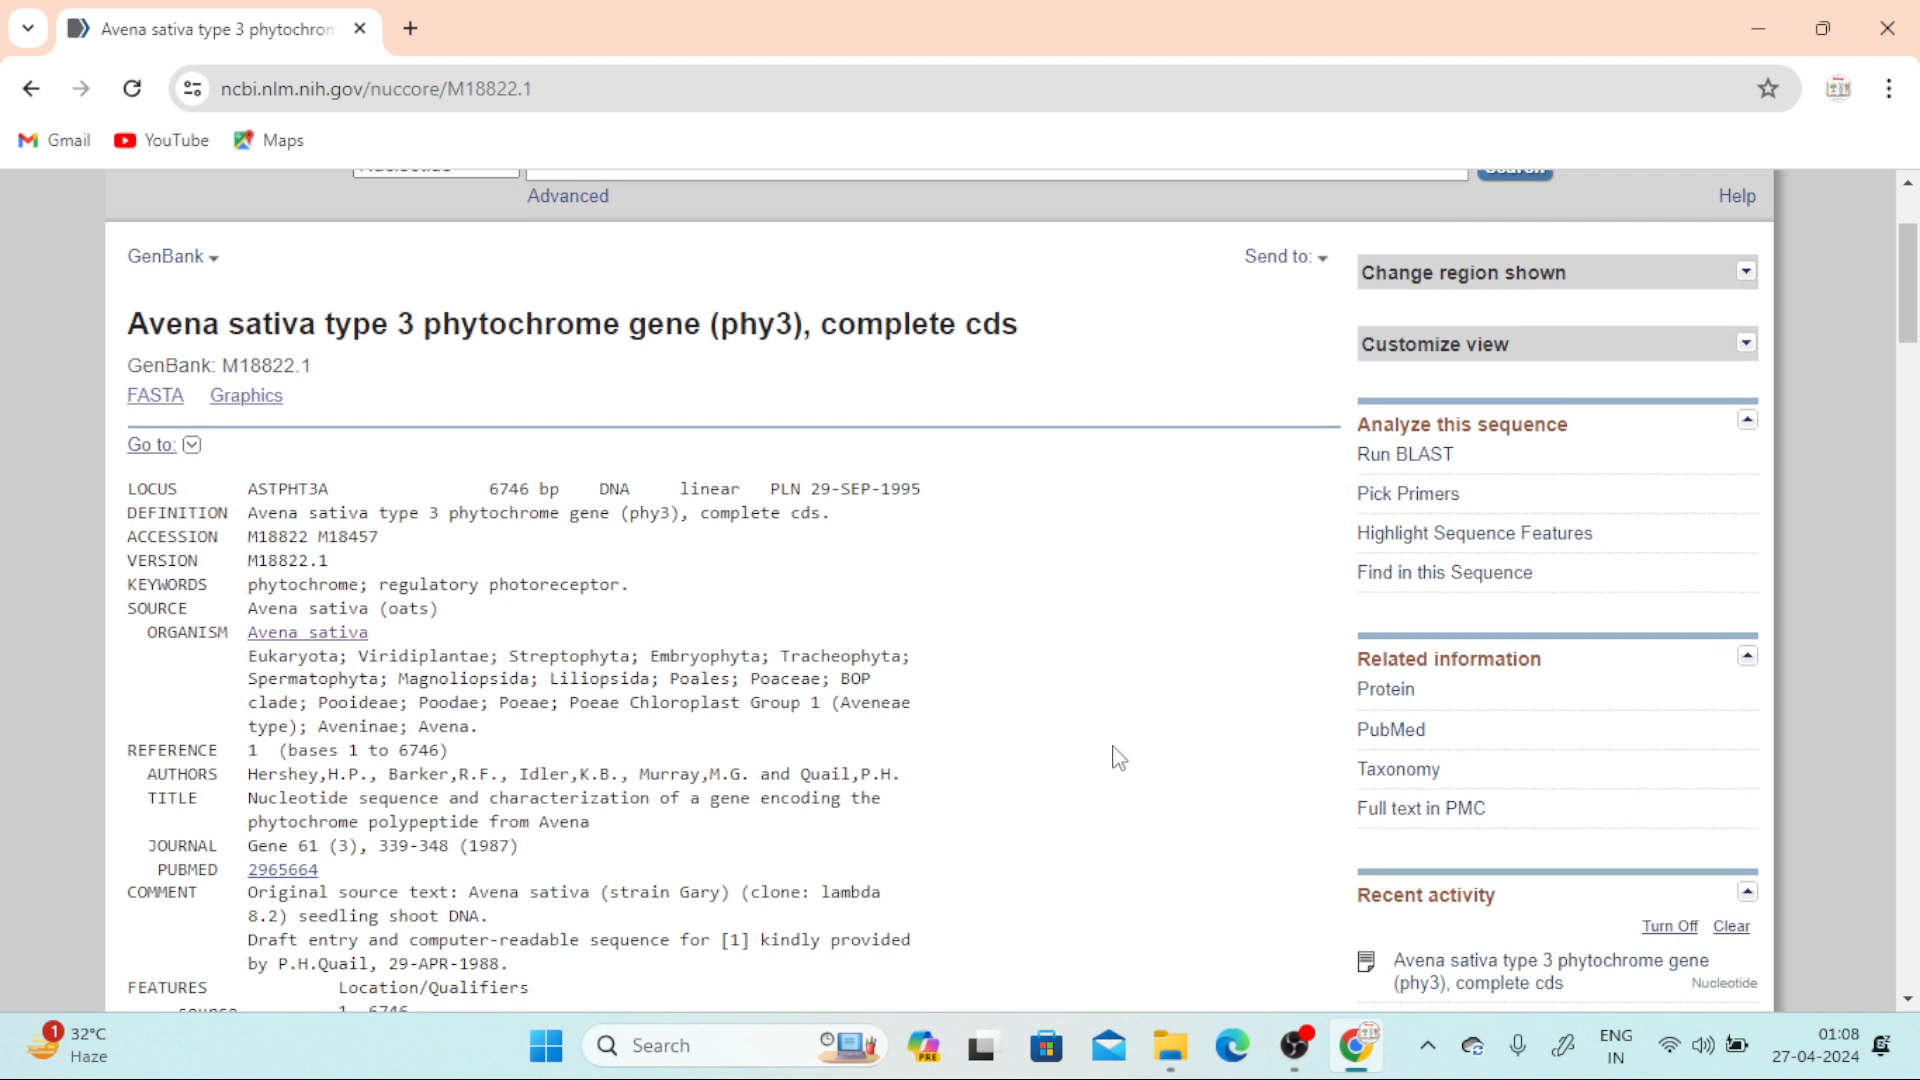 Avena sativa type 3 phytochrom
ncbi.nlm.nih.gov/nuccore/M18822.1
Gmail YouTube Maps
Nucleotide Search
Advanced Help
GenBank Send to:
Avena sativa type 3 phytochrome gene (phy3), complete cds
GenBank: M18822.1
FASTA Graphics
Go to:
LOCUS ASTPHT3A 6746 bp DNA linear PLN 29-SEP-1995
DEFINITION Avena sativa type 3 phytochrome gene (phy3), complete cds.
ACCESSION M18822 M18457
VERSION M18822.1
KEYWORDS phytochrome; regulatory photoreceptor.
SOURCE Avena sativa (oats)
ORGANISM Avena sativa
Eukaryota; Viridiplantae; Streptophyta; Embryophyta; Tracheophyta;
Spermatophyta; Magnoliopsida; Liliopsida; Poales; Poaceae; BOP
clade; Pooideae; Poodae; Poeae; Poeae Chloroplast Group 1 (Aveneae
type); Aveninae; Avena.
REFERENCE 1 (bases 1 to 6746)
AUTHORS Hershey,H.P., Barker,R.F., Idler,K.B., Murray,M.G. and Quail,P.H.
TITLE Nucleotide sequence and characterization of a gene encoding the
phytochrome polypeptide from Avena
JOURNAL Gene 61 (3), 339-348 (1987)
PUBMED 2965664
COMMENT Original source text: Avena sativa (strain Gary) (clone: lambda
8.2) seedling shoot DNA.
Draft entry and computer-readable sequence for [1] kindly provided
by P.H.Quail, 29-APR-1988.
FEATURES Location/Qualifiers
source 1..6746
Change region shown
Customize view
Analyze this sequence
Run BLAST
Pick Primers
Highlight Sequence Features
Find in this Sequence
Related information
Protein
PubMed
Taxonomy
Full text in PMC
Recent activity
Turn Off Clear
Avena sativa type 3 phytochrome gene
(phy3), complete cds Nucleotide
1 32°C
Haze
Search
PRE
ENG
IN
01:08
27-04-2024